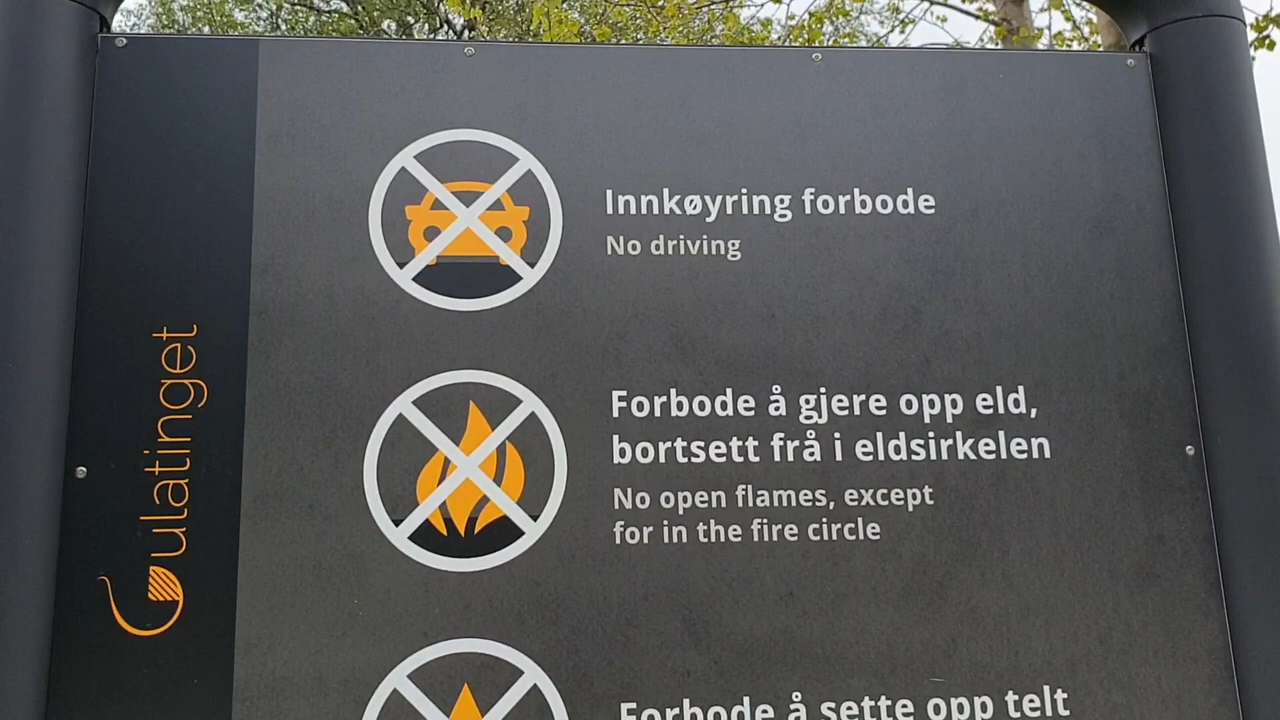 Innkøyring forbode
No driving
Forbode å gjere opp eld,
bortsett frå i eldsirkelen
No open flames, except
for in the fire circle
Forbode å sette opp telt
Gulatinget